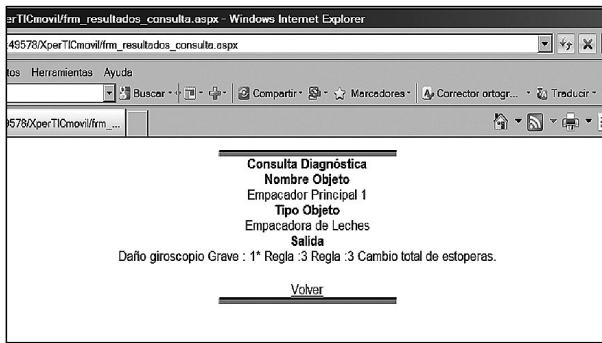 erTICmovil/frm_resultados_consulta.aspx - Windows Internet Explorer
:49578/XperTICmovil/frm_resultados_consulta.aspx
tos Herramientas Ayuda
Buscar Compartir Marcadores Corrector ortogr... Traducir
9578/XperTICmovil/frm_...
Consulta Diagnóstica
Nombre Objeto
Empacador Principal 1
Tipo Objeto
Empacadora de Leches
Salida
Daño giroscopio Grave : 1* Regla :3 Regla :3 Cambio total de estoperas.
Volver